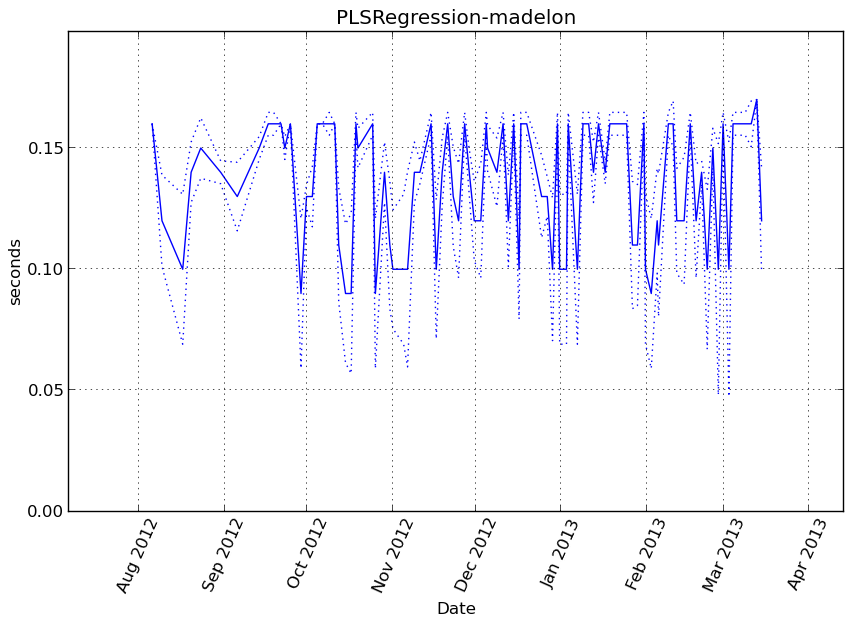 PLSRegression-madelon
seconds
0.15
0.10
0.05
0.00
Aug 2012
Sep 2012
Oct 2012
Nov 2012
Dec 2012
Jan 2013
Feb 2013
Mar 2013
Apr 2013
Date